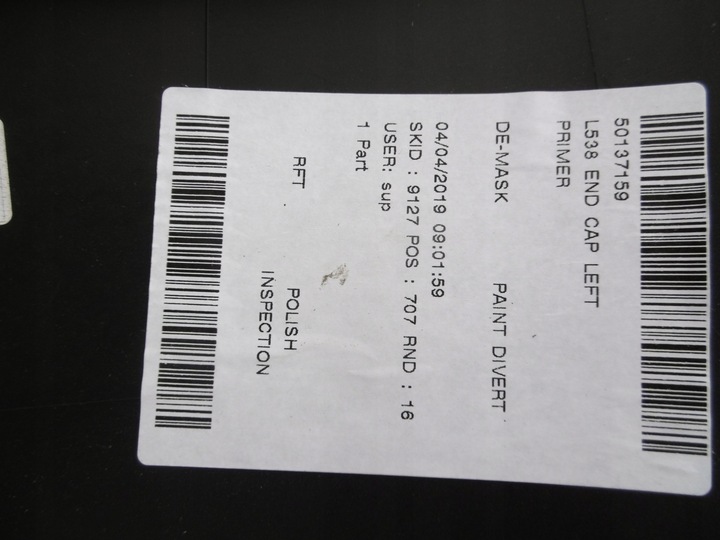 50137159
L538 END CAP LEFT
PRIMER
DE-MASK PAINT DIVERT
04/04/2019 09:01:59
SKID : 9127 POS : 707 RND : 16
USER: sup
1 Part
RFT POLISH
INSPECTION